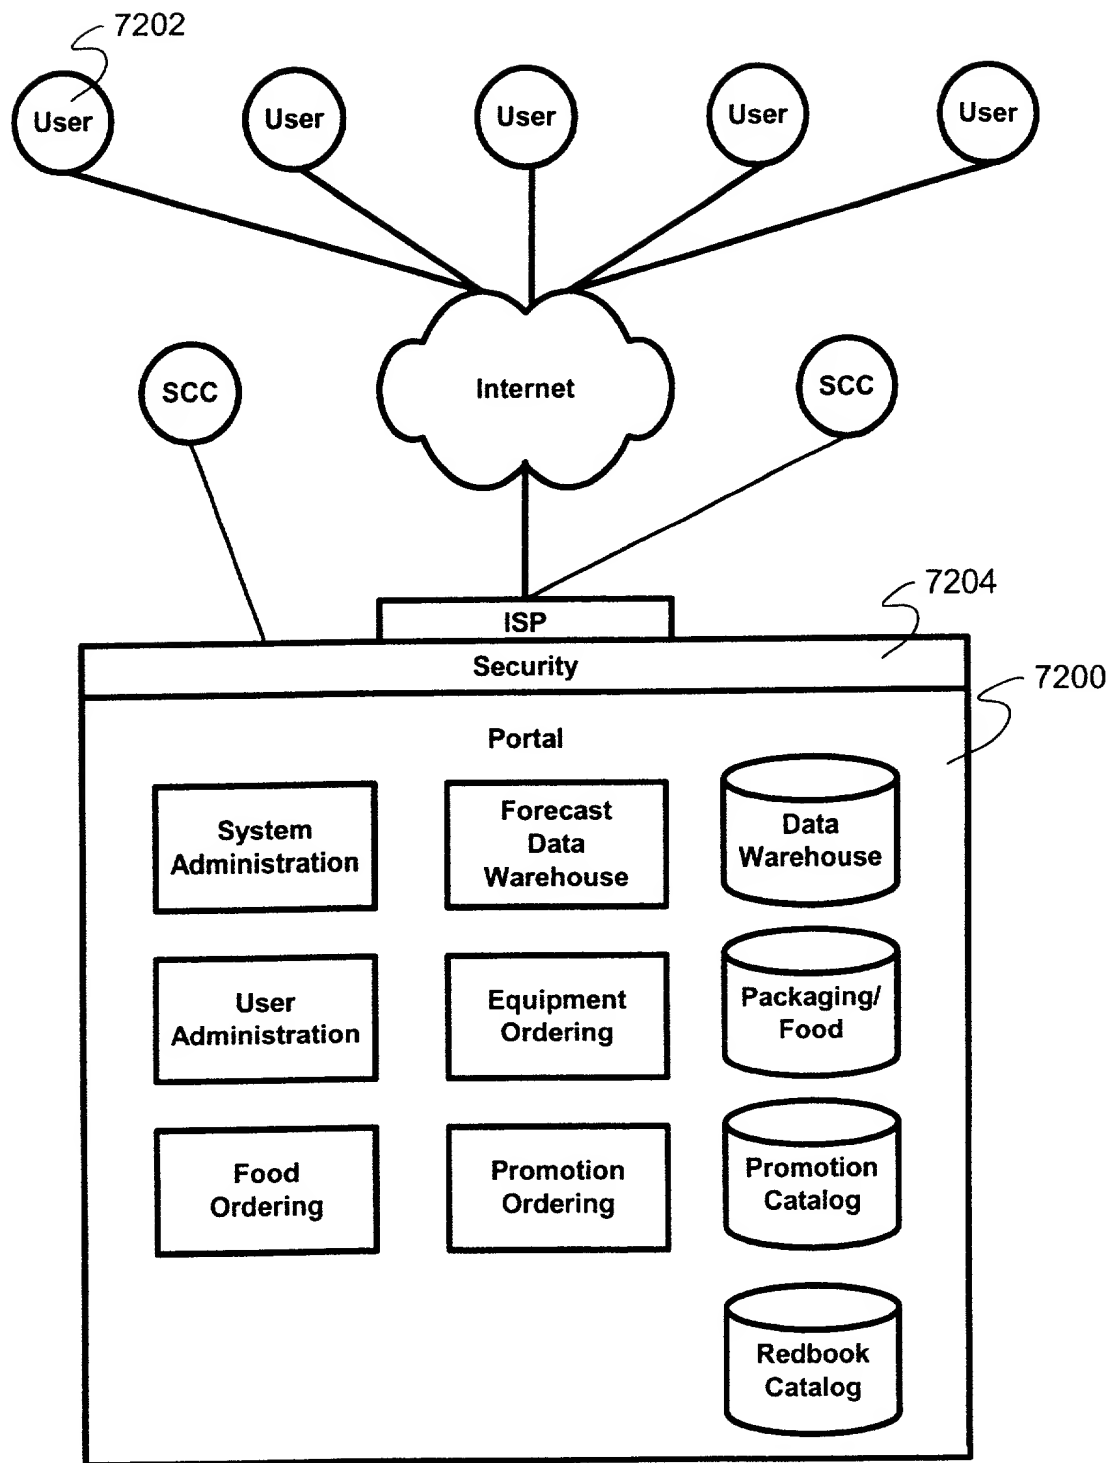 7202
User
User
User
User
User
SCC
Internet
SCC
ISP
7204
Security
7200
Portal
System
Administration
Forecast
Data
Warehouse
Data
Warehouse
User
Administration
Equipment
Ordering
Packaging/
Food
Food
Ordering
Promotion
Ordering
Promotion
Catalog
Redbook
Catalog